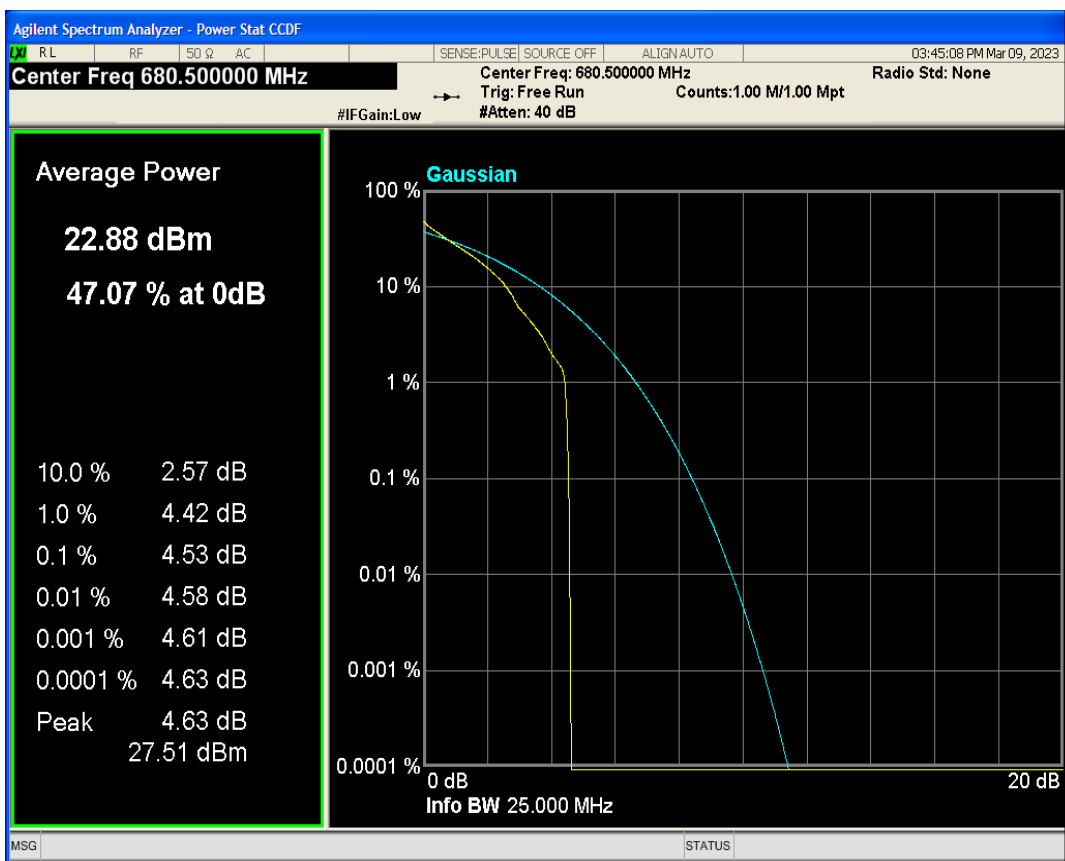 Agilent Spectrum Analyzer - Power Stat CCDF
LXI RL RF 50 Ω AC SENSE:PULSE SOURCE OFF ALIGN AUTO 03:45:08 PM Mar 09, 2023
Center Freq 680.500000 MHz
Center Freq: 680.500000 MHz Radio Std: None
Trig: Free Run Counts:1.00 M/1.00 Mpt
#IFGain:Low #Atten: 40 dB
Average Power
22.88 dBm
47.07 % at 0dB
10.0 % 2.57 dB
1.0 % 4.42 dB
0.1 % 4.53 dB
0.01 % 4.58 dB
0.001 % 4.61 dB
0.0001 % 4.63 dB
Peak 4.63 dB
27.51 dBm
Gaussian
100 %
10 %
1 %
0.1 %
0.01 %
0.001 %
0.0001 %
0 dB 20 dB
Info BW 25.000 MHz
MSG STATUS